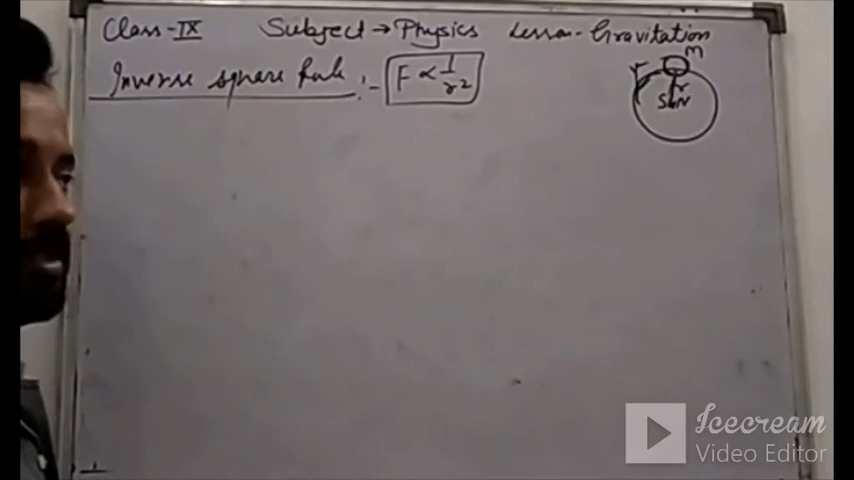 Class-IX Subject → Physics Lesson-Gravitation
Inverse square Rule :- F ∝ 1/r²
m
r
SUN
Icecream
Video Editor